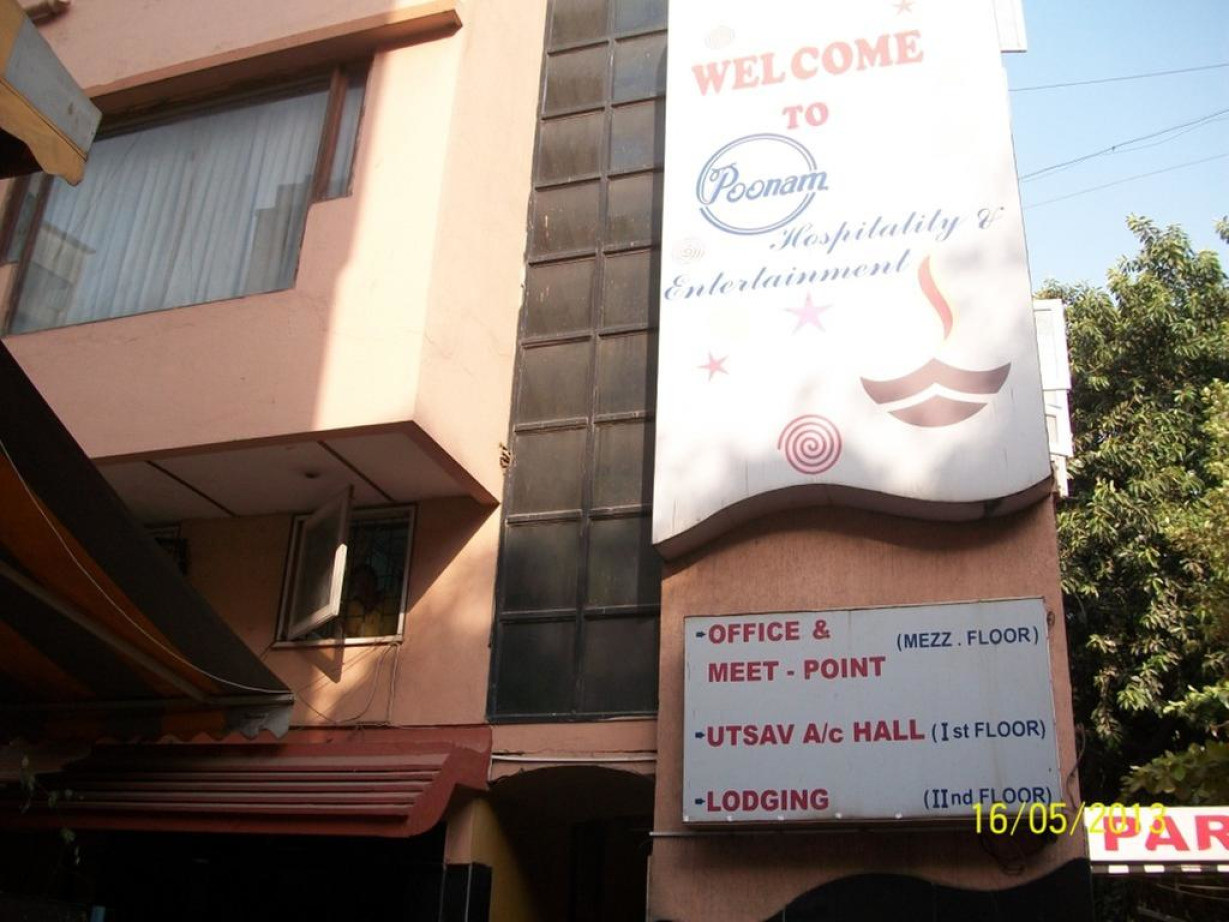 WELCOME
TO
Poonam
Hospitality &
Entertainment
OFFICE & (MEZZ . FLOOR)
MEET - POINT
UTSAV A/c HALL (Ist FLOOR)
LODGING (IInd FLOOR)
16/05/2013
PAR